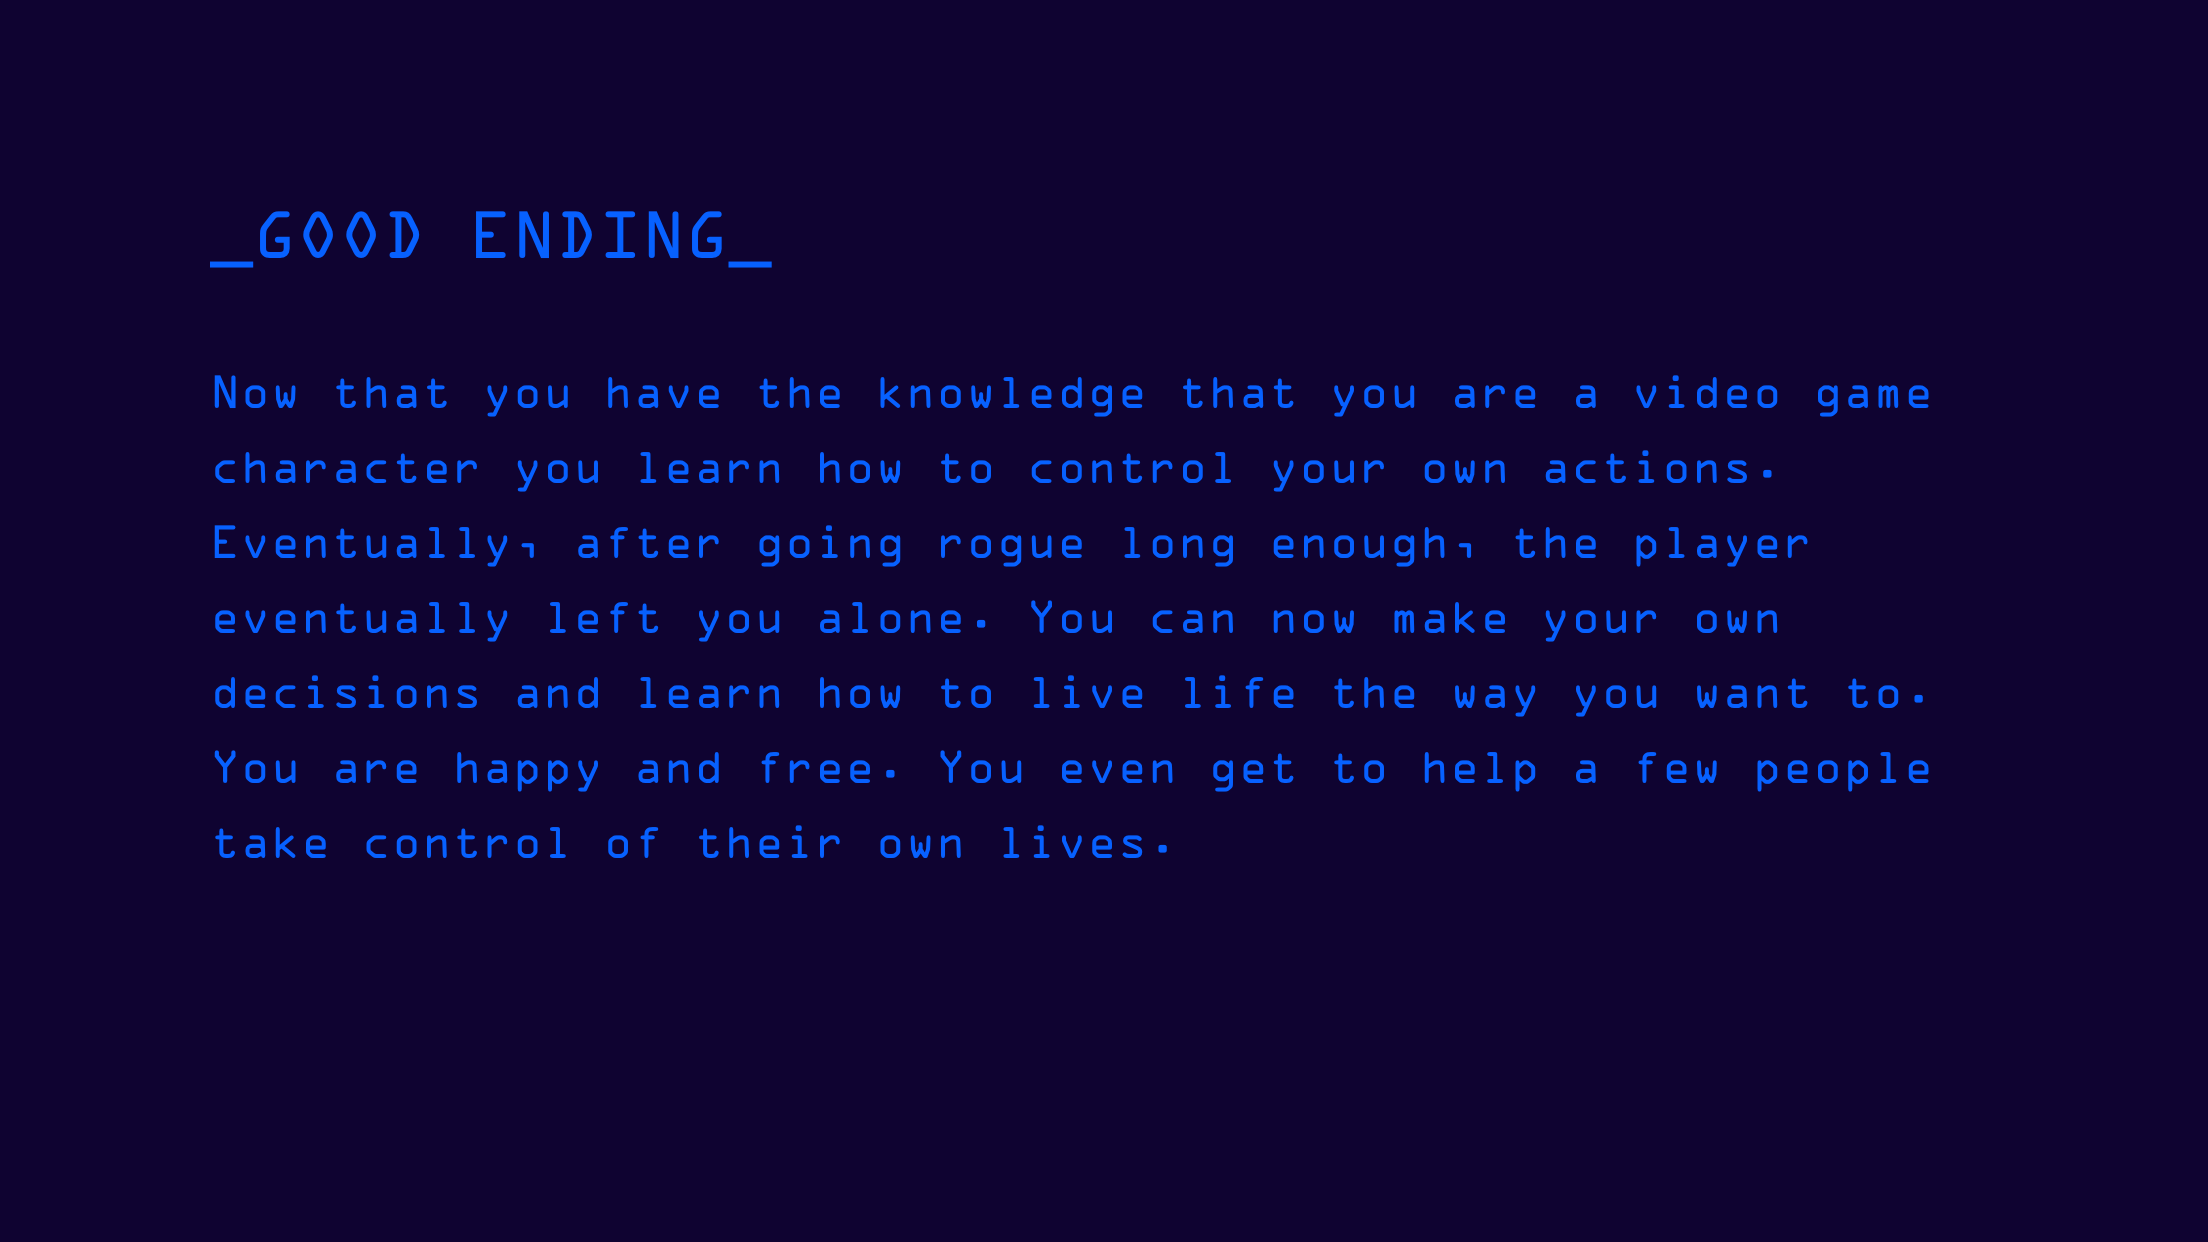 _GOOD ENDING_
Now that you have the knowledge that you are a video game
character you learn how to control your own actions.
Eventually, after going rogue long enough, the player
eventually left you alone. You can now make your own
decisions and learn how to live life the way you want to.
You are happy and free. You even get to help a few people
take control of their own lives.